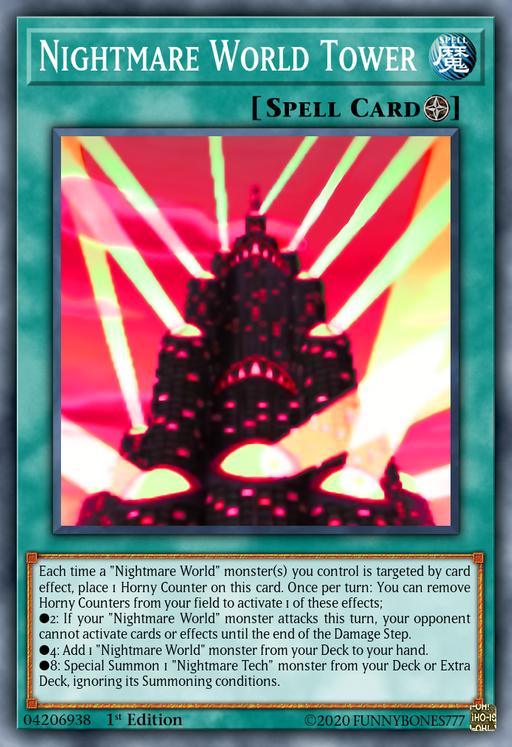 NIGHTMARE WORLD TOWER
SPELL
魔
[SPELL CARD]
Each time a "Nightmare World" monster(s) you control is targeted by card
effect, place 1 Horny Counter on this card. Once per turn: You can remove
Horny Counters from your field to activate 1 of these effects;
●2: If your "Nightmare World" monster attacks this turn, your opponent
cannot activate cards or effects until the end of the Damage Step.
●4: Add 1 "Nightmare World" monster from your Deck to your hand.
●8: Special Summon 1 "Nightmare Tech" monster from your Deck or Extra
Deck, ignoring its Summoning conditions.
04206938 1st Edition ©2020 FUNNYBONES777